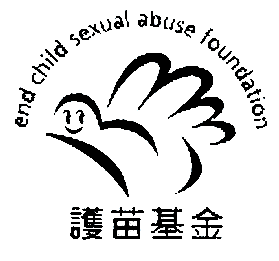 end child sexual abuse foundation
護苗基金